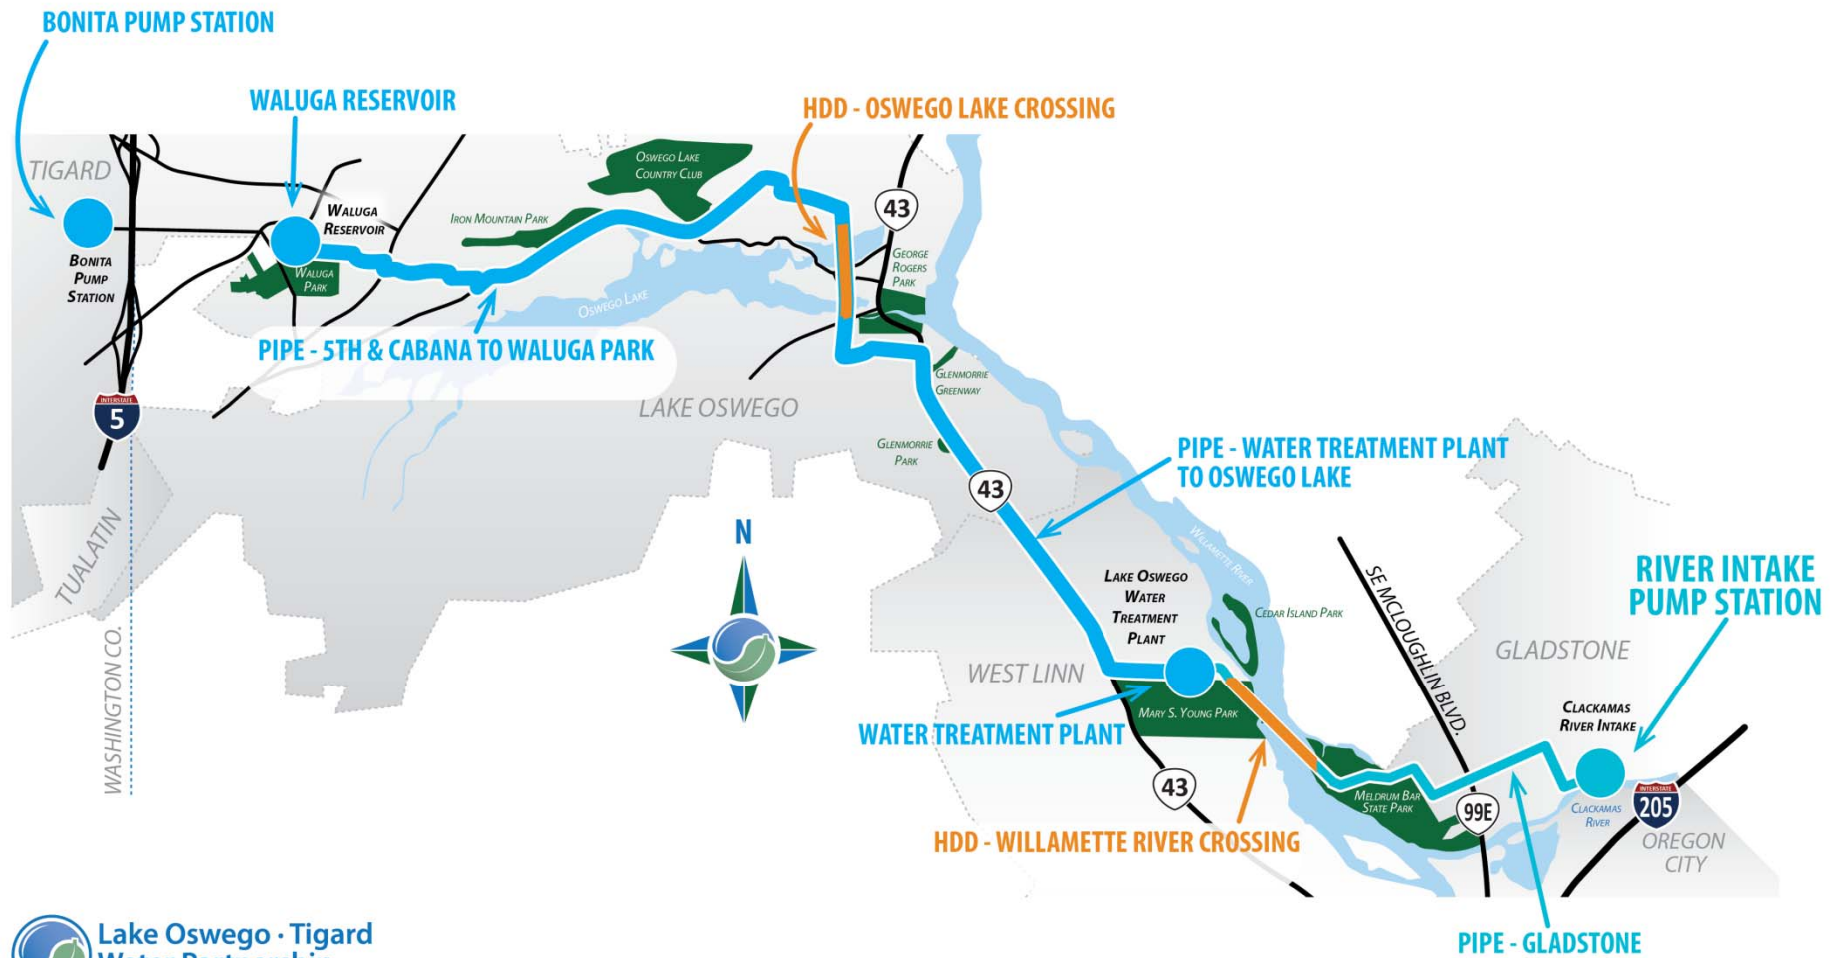 BONITA PUMP STATION
WALUGA RESERVOIR
HDD - OSWEGO LAKE CROSSING
TIGARD
OSWEGO LAKE
COUNTRY CLUB
43
WALUGA
RESERVOIR
IRON MOUNTAIN PARK
BONITA
PUMP
STATION
WALUGA
PARK
GEORGE
ROGERS
PARK
OSWEGO LAKE
PIPE - 5TH & CABANA TO WALUGA PARK
GLENMORRIE
GREENWAY
INTERSTATE
5
LAKE OSWEGO
GLENMORRIE
PARK
PIPE - WATER TREATMENT PLANT
TO OSWEGO LAKE
43
N
TUALATIN
WILLAMETTE RIVER
WASHINGTON CO.
LAKE OSWEGO
WATER
TREATMENT
PLANT
CEDAR ISLAND PARK
SE MCLOUGHLIN BLVD.
RIVER INTAKE
PUMP STATION
GLADSTONE
WEST LINN
MARY S. YOUNG PARK
CLACKAMAS
RIVER INTAKE
WATER TREATMENT PLANT
43
MELDRUM BAR
STATE PARK
99E
CLACKAMAS
RIVER
INTERSTATE
205
HDD - WILLAMETTE RIVER CROSSING
OREGON
CITY
PIPE - GLADSTONE
Lake Oswego · Tigard
Water Partnership